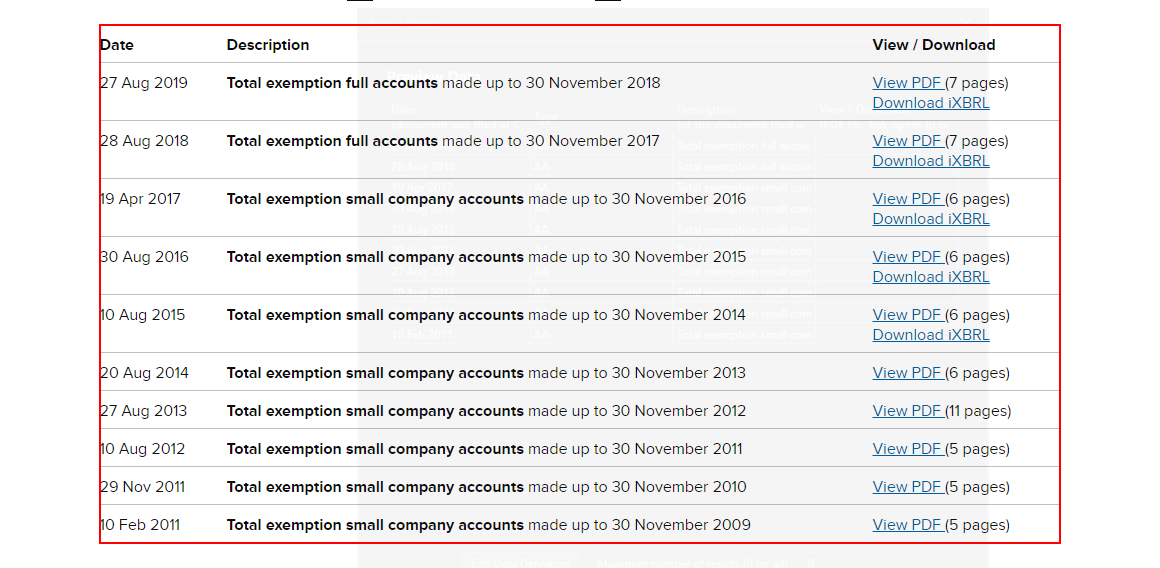 Date Description View / Download
27 Aug 2019 Total exemption full accounts made up to 30 November 2018 View PDF (7 pages)
Download iXBRL
28 Aug 2018 Total exemption full accounts made up to 30 November 2017 View PDF (7 pages)
Download iXBRL
19 Apr 2017 Total exemption small company accounts made up to 30 November 2016 View PDF (6 pages)
Download iXBRL
30 Aug 2016 Total exemption small company accounts made up to 30 November 2015 View PDF (6 pages)
Download iXBRL
10 Aug 2015 Total exemption small company accounts made up to 30 November 2014 View PDF (6 pages)
Download iXBRL
20 Aug 2014 Total exemption small company accounts made up to 30 November 2013 View PDF (6 pages)
27 Aug 2013 Total exemption small company accounts made up to 30 November 2012 View PDF (11 pages)
10 Aug 2012 Total exemption small company accounts made up to 30 November 2011 View PDF (5 pages)
29 Nov 2011 Total exemption small company accounts made up to 30 November 2010 View PDF (5 pages)
10 Feb 2011 Total exemption small company accounts made up to 30 November 2009 View PDF (5 pages)